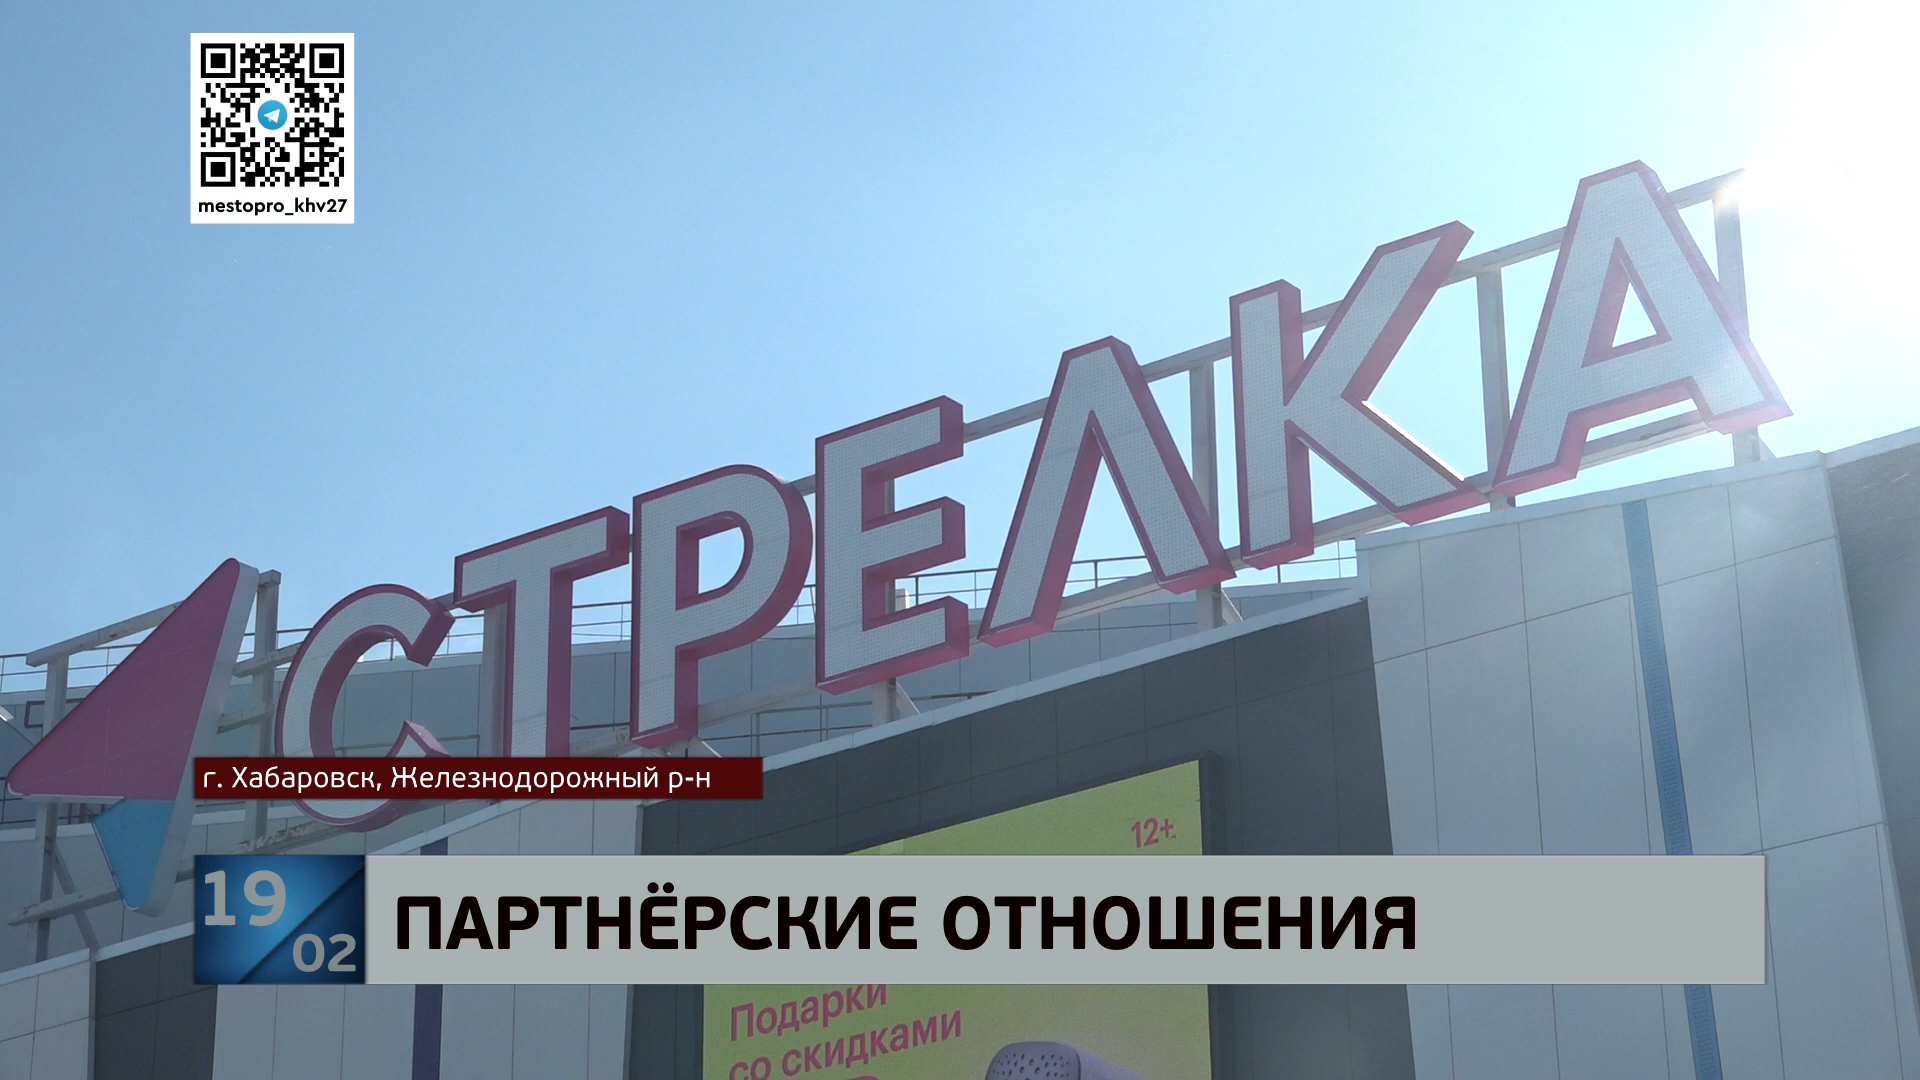 mestopro_khv27
СТРЕЛКА
г. Хабаровск, Железнодорожный р-н
12+
19
02
ПАРТНЁРСКИЕ ОТНОШЕНИЯ
Подарки
со скидками